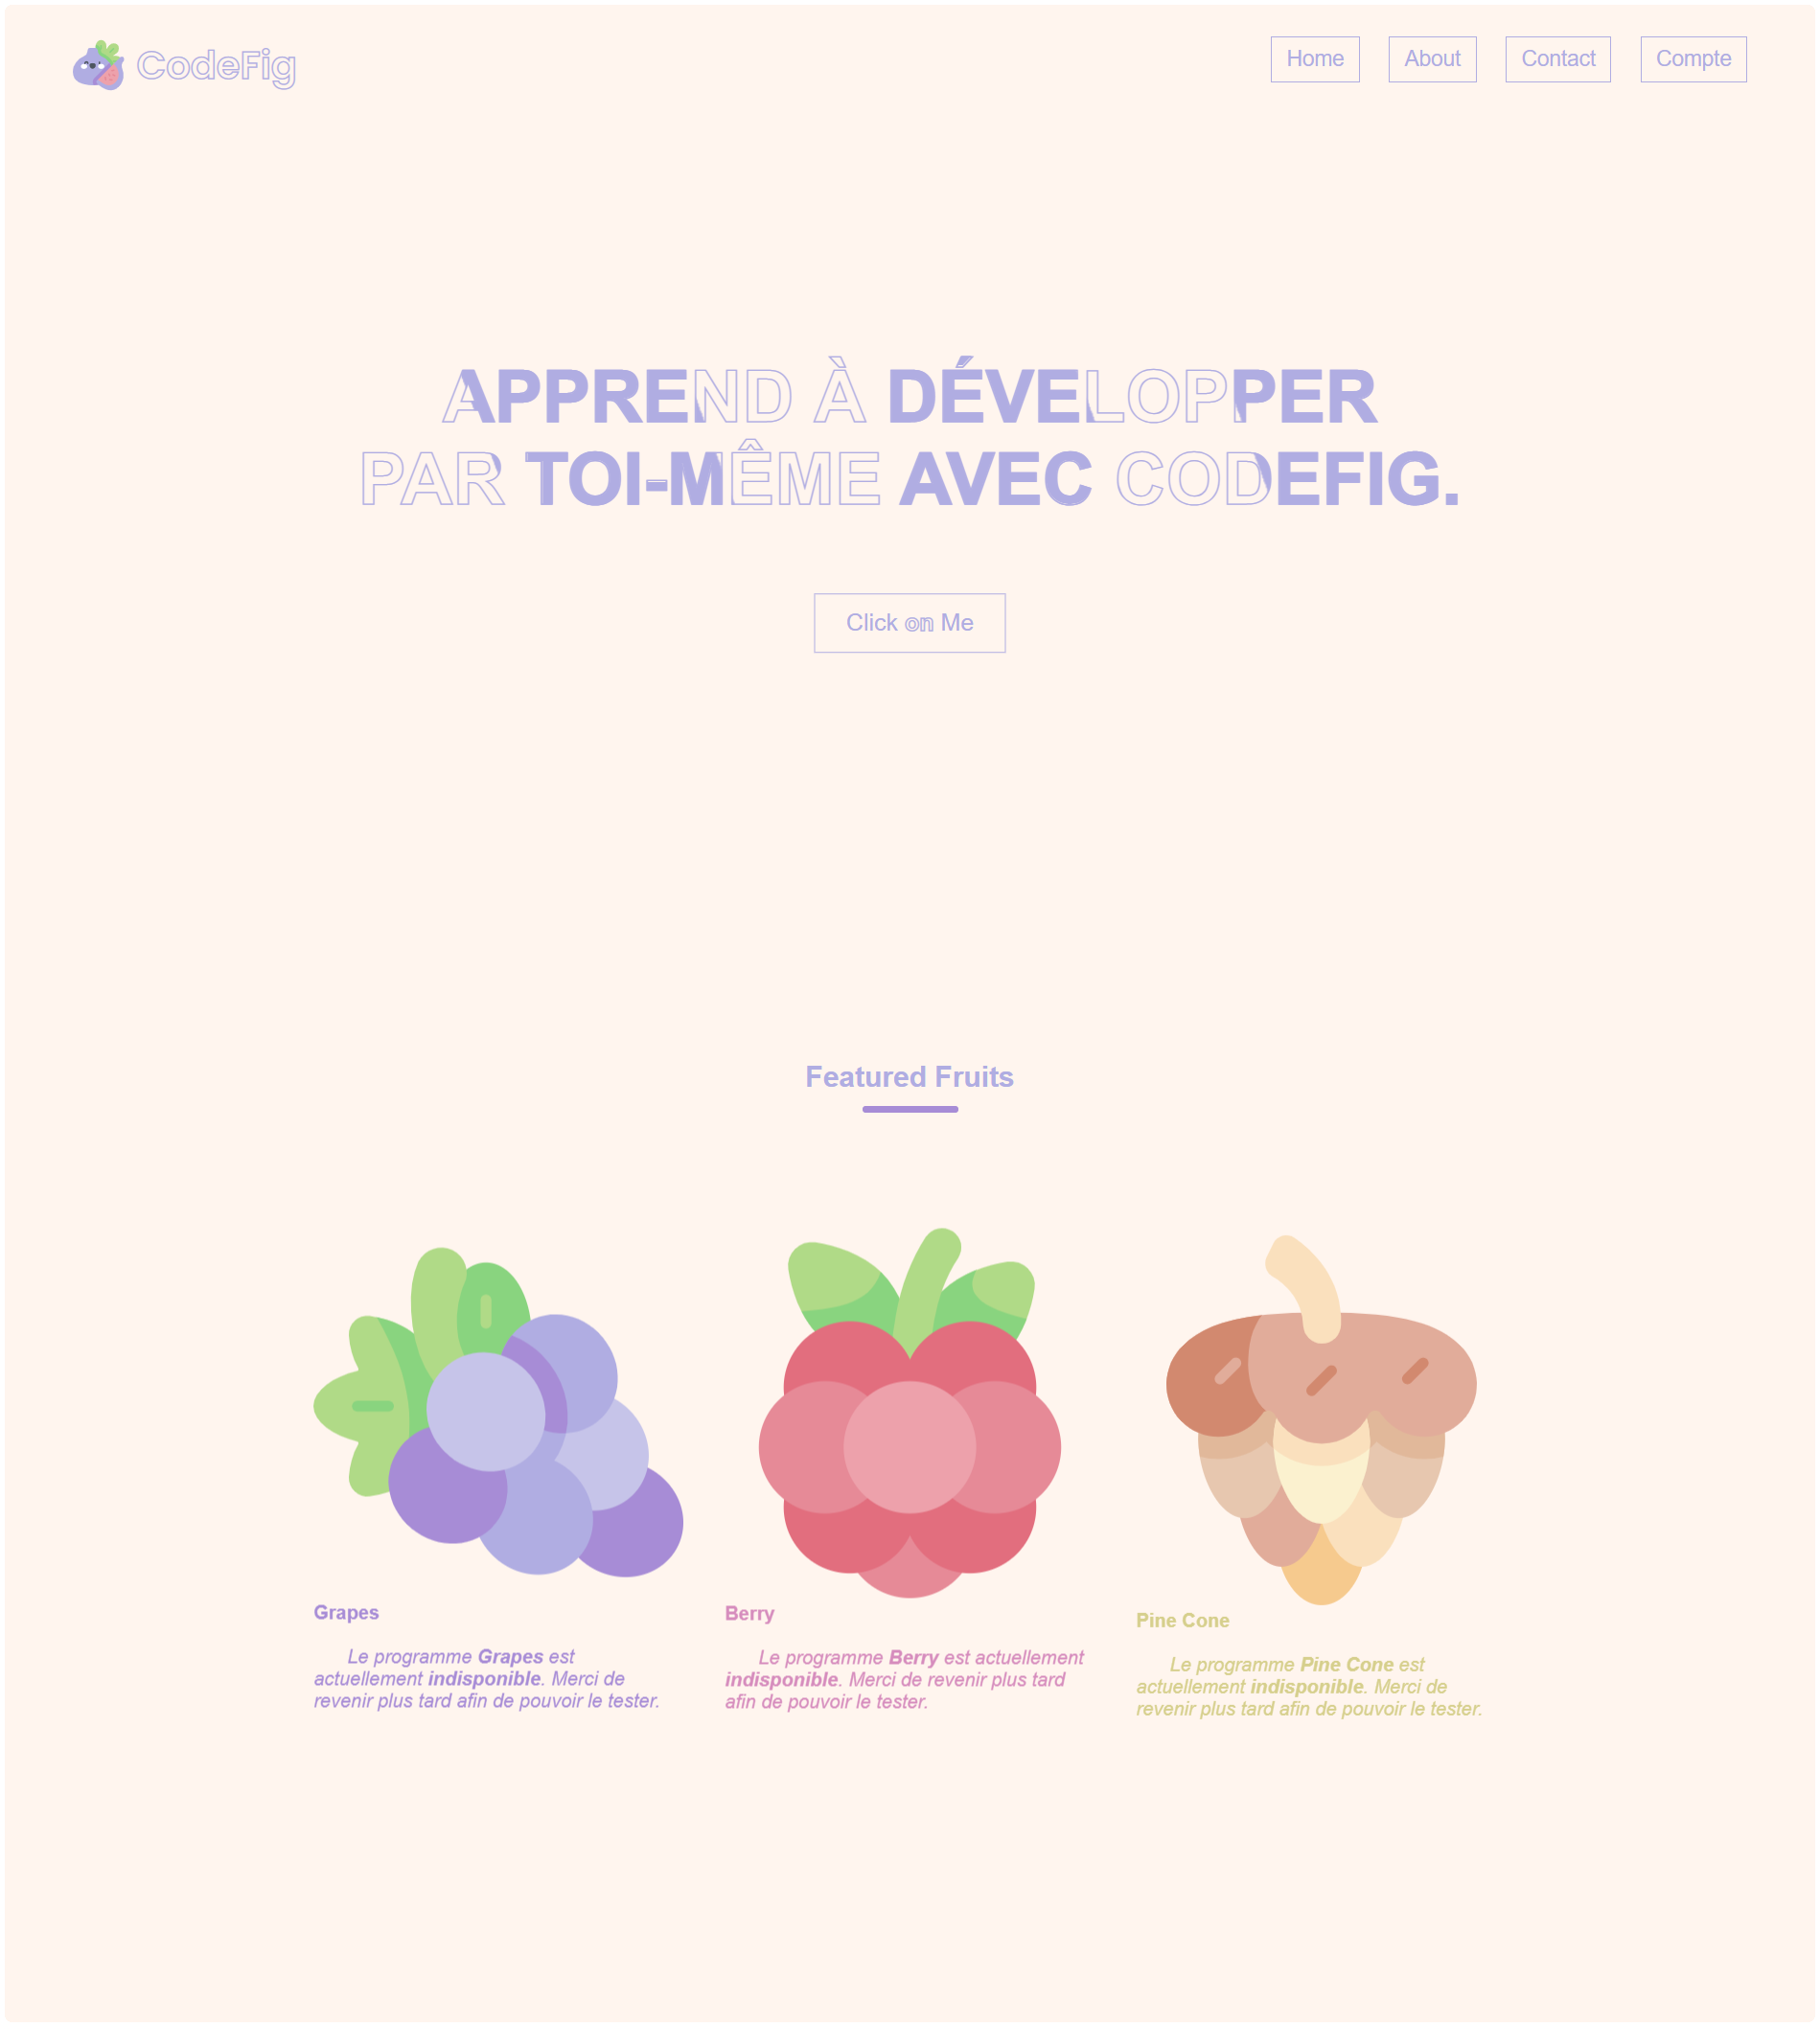 CodeFig
Home
About
Contact
Compte
APPREND À DÉVELOPPER
PAR TOI-MÊME AVEC CODEFIG.
Click on Me
Featured Fruits
Grapes
Le programme Grapes est
actuellement indisponible. Merci de
revenir plus tard afin de pouvoir le tester.
Berry
Le programme Berry est actuellement
indisponible. Merci de revenir plus tard
afin de pouvoir le tester.
Pine Cone
Le programme Pine Cone est
actuellement indisponible. Merci de
revenir plus tard afin de pouvoir le tester.